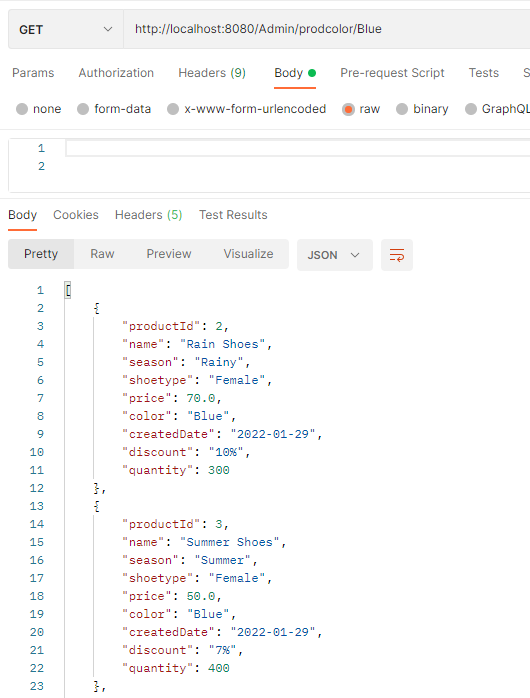 GET http://localhost:8080/Admin/prodcolor/Blue
Params Authorization Headers (9) Body Pre-request Script Tests S
none form-data x-www-form-urlencoded raw binary GraphQL
1
2
Body Cookies Headers (5) Test Results
Pretty Raw Preview Visualize JSON
1 [
2 {
3 "productId": 2,
4 "name": "Rain Shoes",
5 "season": "Rainy",
6 "shoetype": "Female",
7 "price": 70.0,
8 "color": "Blue",
9 "createdDate": "2022-01-29",
10 "discount": "10%",
11 "quantity": 300
12 },
13 {
14 "productId": 3,
15 "name": "Summer Shoes",
16 "season": "Summer",
17 "shoetype": "Female",
18 "price": 50.0,
19 "color": "Blue",
20 "createdDate": "2022-01-29",
21 "discount": "7%",
22 "quantity": 400
23 },